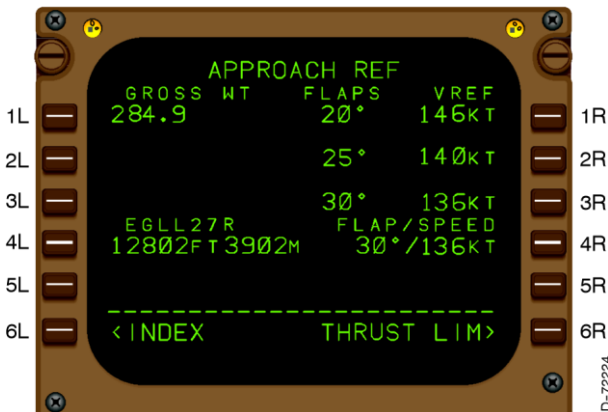 APPROACH REF
GROSS WT FLAPS VREF
1L 284.9 20° 146KT 1R
2L 25° 140KT 2R
3L 30° 136KT 3R
EGLL27R FLAP/SPEED
4L 12802FT3902M 30°/136KT 4R
5L 5R
6L <INDEX THRUST LIM> 6R
D-72224